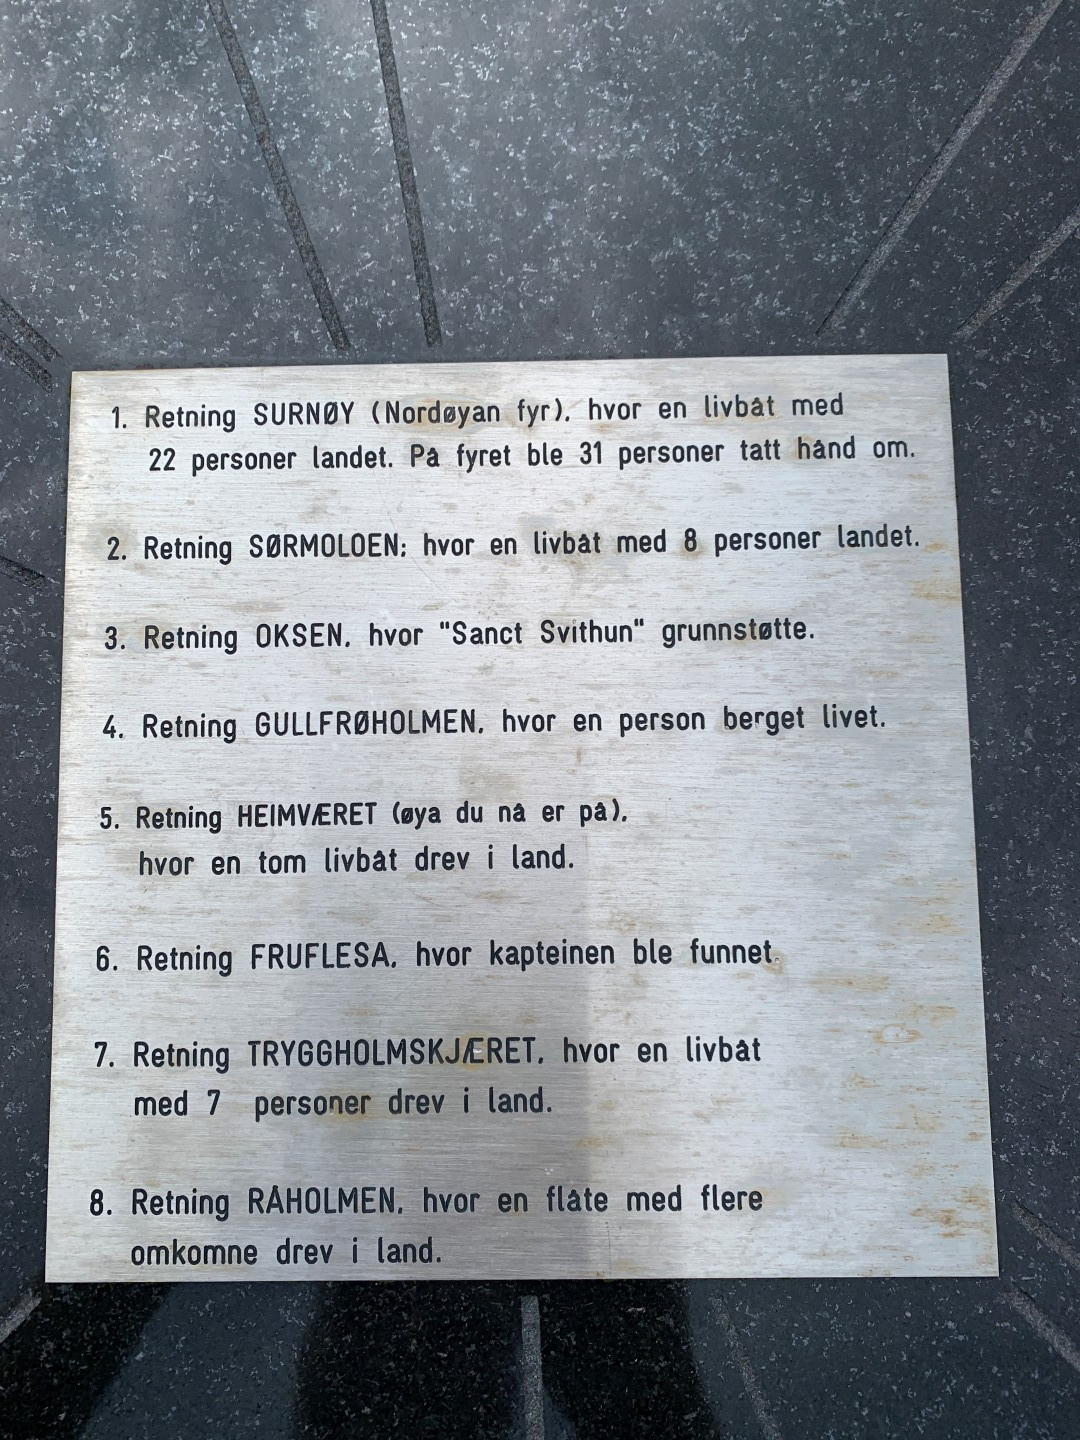 1. Retning SURNØY (Nordøyan fyr), hvor en livbåt med
22 personer landet. På fyret ble 31 personer tatt hånd om.
2. Retning SØRMOLOEN; hvor en livbåt med 8 personer landet.
3. Retning OKSEN, hvor "Sanct Svithun" grunnstøtte.
4. Retning GULLFRØHOLMEN, hvor en person berget livet.
5. Retning HEIMVÆRET (øya du nå er på),
hvor en tom livbåt drev i land.
6. Retning FRUFLESA, hvor kapteinen ble funnet.
7. Retning TRYGGHOLMSKJÆRET, hvor en livbåt
med 7 personer drev i land.
8. Retning RÅHOLMEN, hvor en flåte med flere
omkomne drev i land.